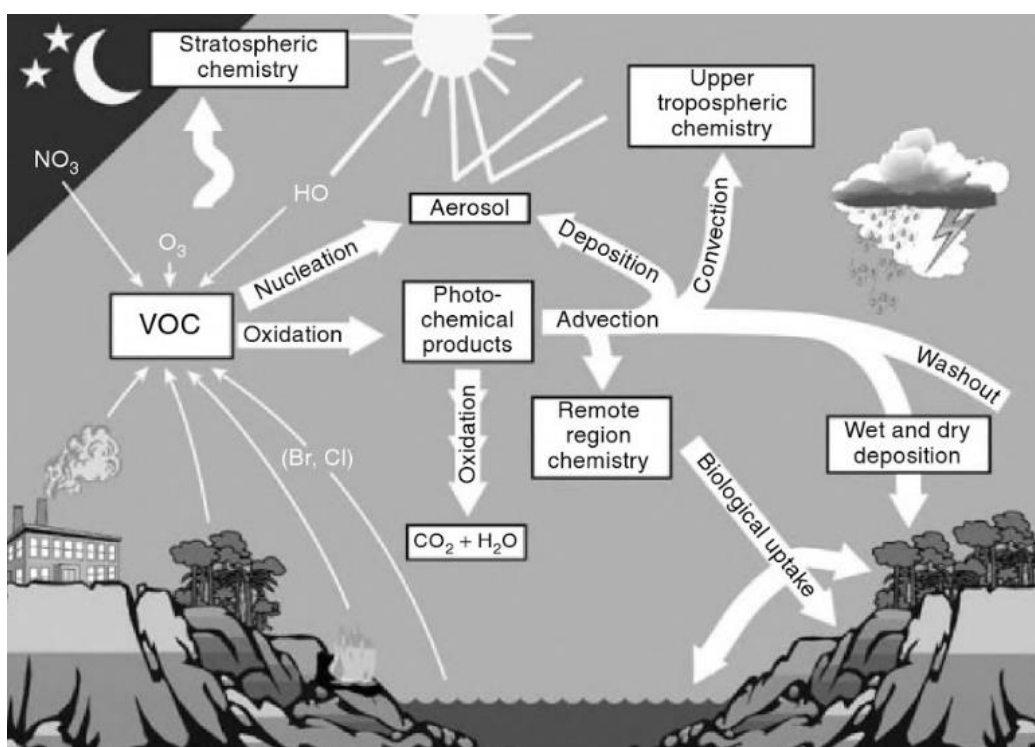 Stratospheric
chemistry
Upper
tropospheric
chemistry
NO₃
HO
Aerosol
O₃
Nucleation
Deposition
Convection
VOC
Oxidation
Photo-
chemical
products
Advection
Washout
Oxidation
Remote
region
chemistry
Wet and dry
deposition
(Br, Cl)
Biological uptake
CO₂ + H₂O